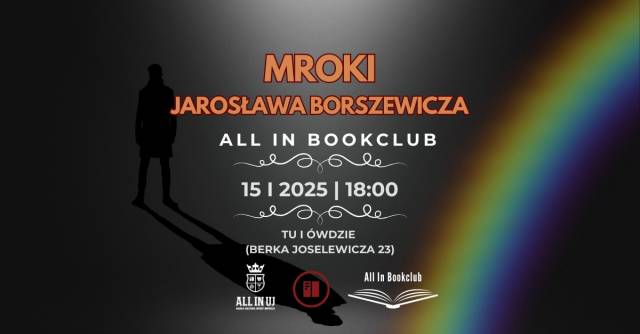 MROKI
JAROSŁAWA BORSZEWICZA
ALL IN BOOKCLUB
15 I 2025 | 18:00
TU I ÓWDZIE
(BERKA JOSELEWICZA 23)
ALL IN UJ
All In Bookclub